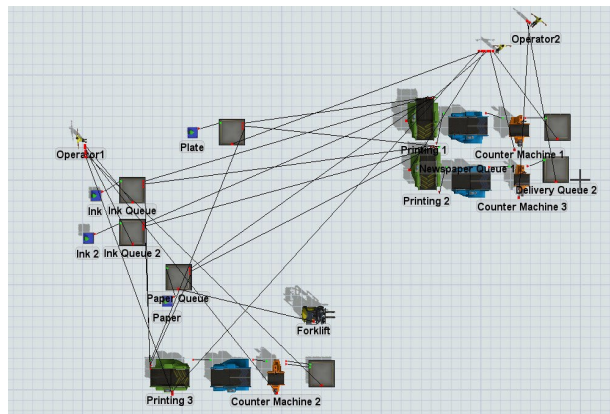 Operator2
Plate
Operator1
Printing 1
Counter Machine 1
Newspaper Queue 1
Ink
Ink Queue
Printing 2
Delivery Queue 2
Counter Machine 3
Ink 2
Ink Queue 2
Paper Queue
Paper
Forklift
Printing 3
Counter Machine 2